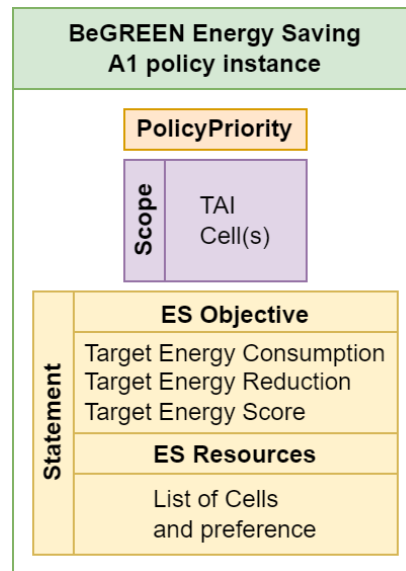 BeGREEN Energy Saving
A1 policy instance
PolicyPriority
Scope
TAI
Cell(s)
Statement
ES Objective
Target Energy Consumption
Target Energy Reduction
Target Energy Score
ES Resources
List of Cells
and preference